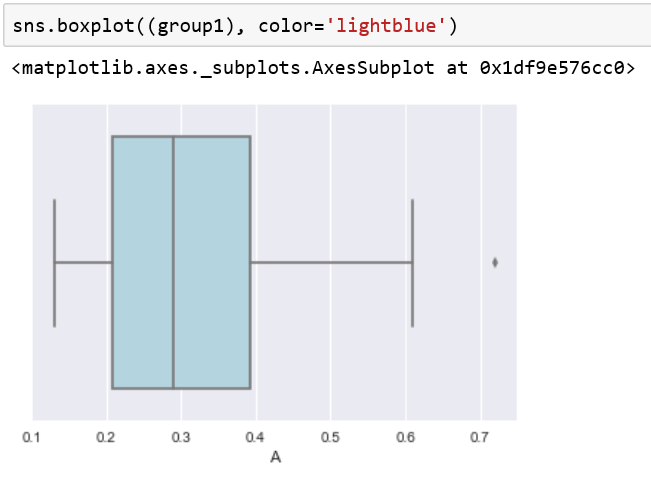 sns.boxplot((group1), color='lightblue')
<matplotlib.axes._subplots.AxesSubplot at 0x1df9e576cc0>
0.1 0.2 0.3 0.4 0.5 0.6 0.7
A